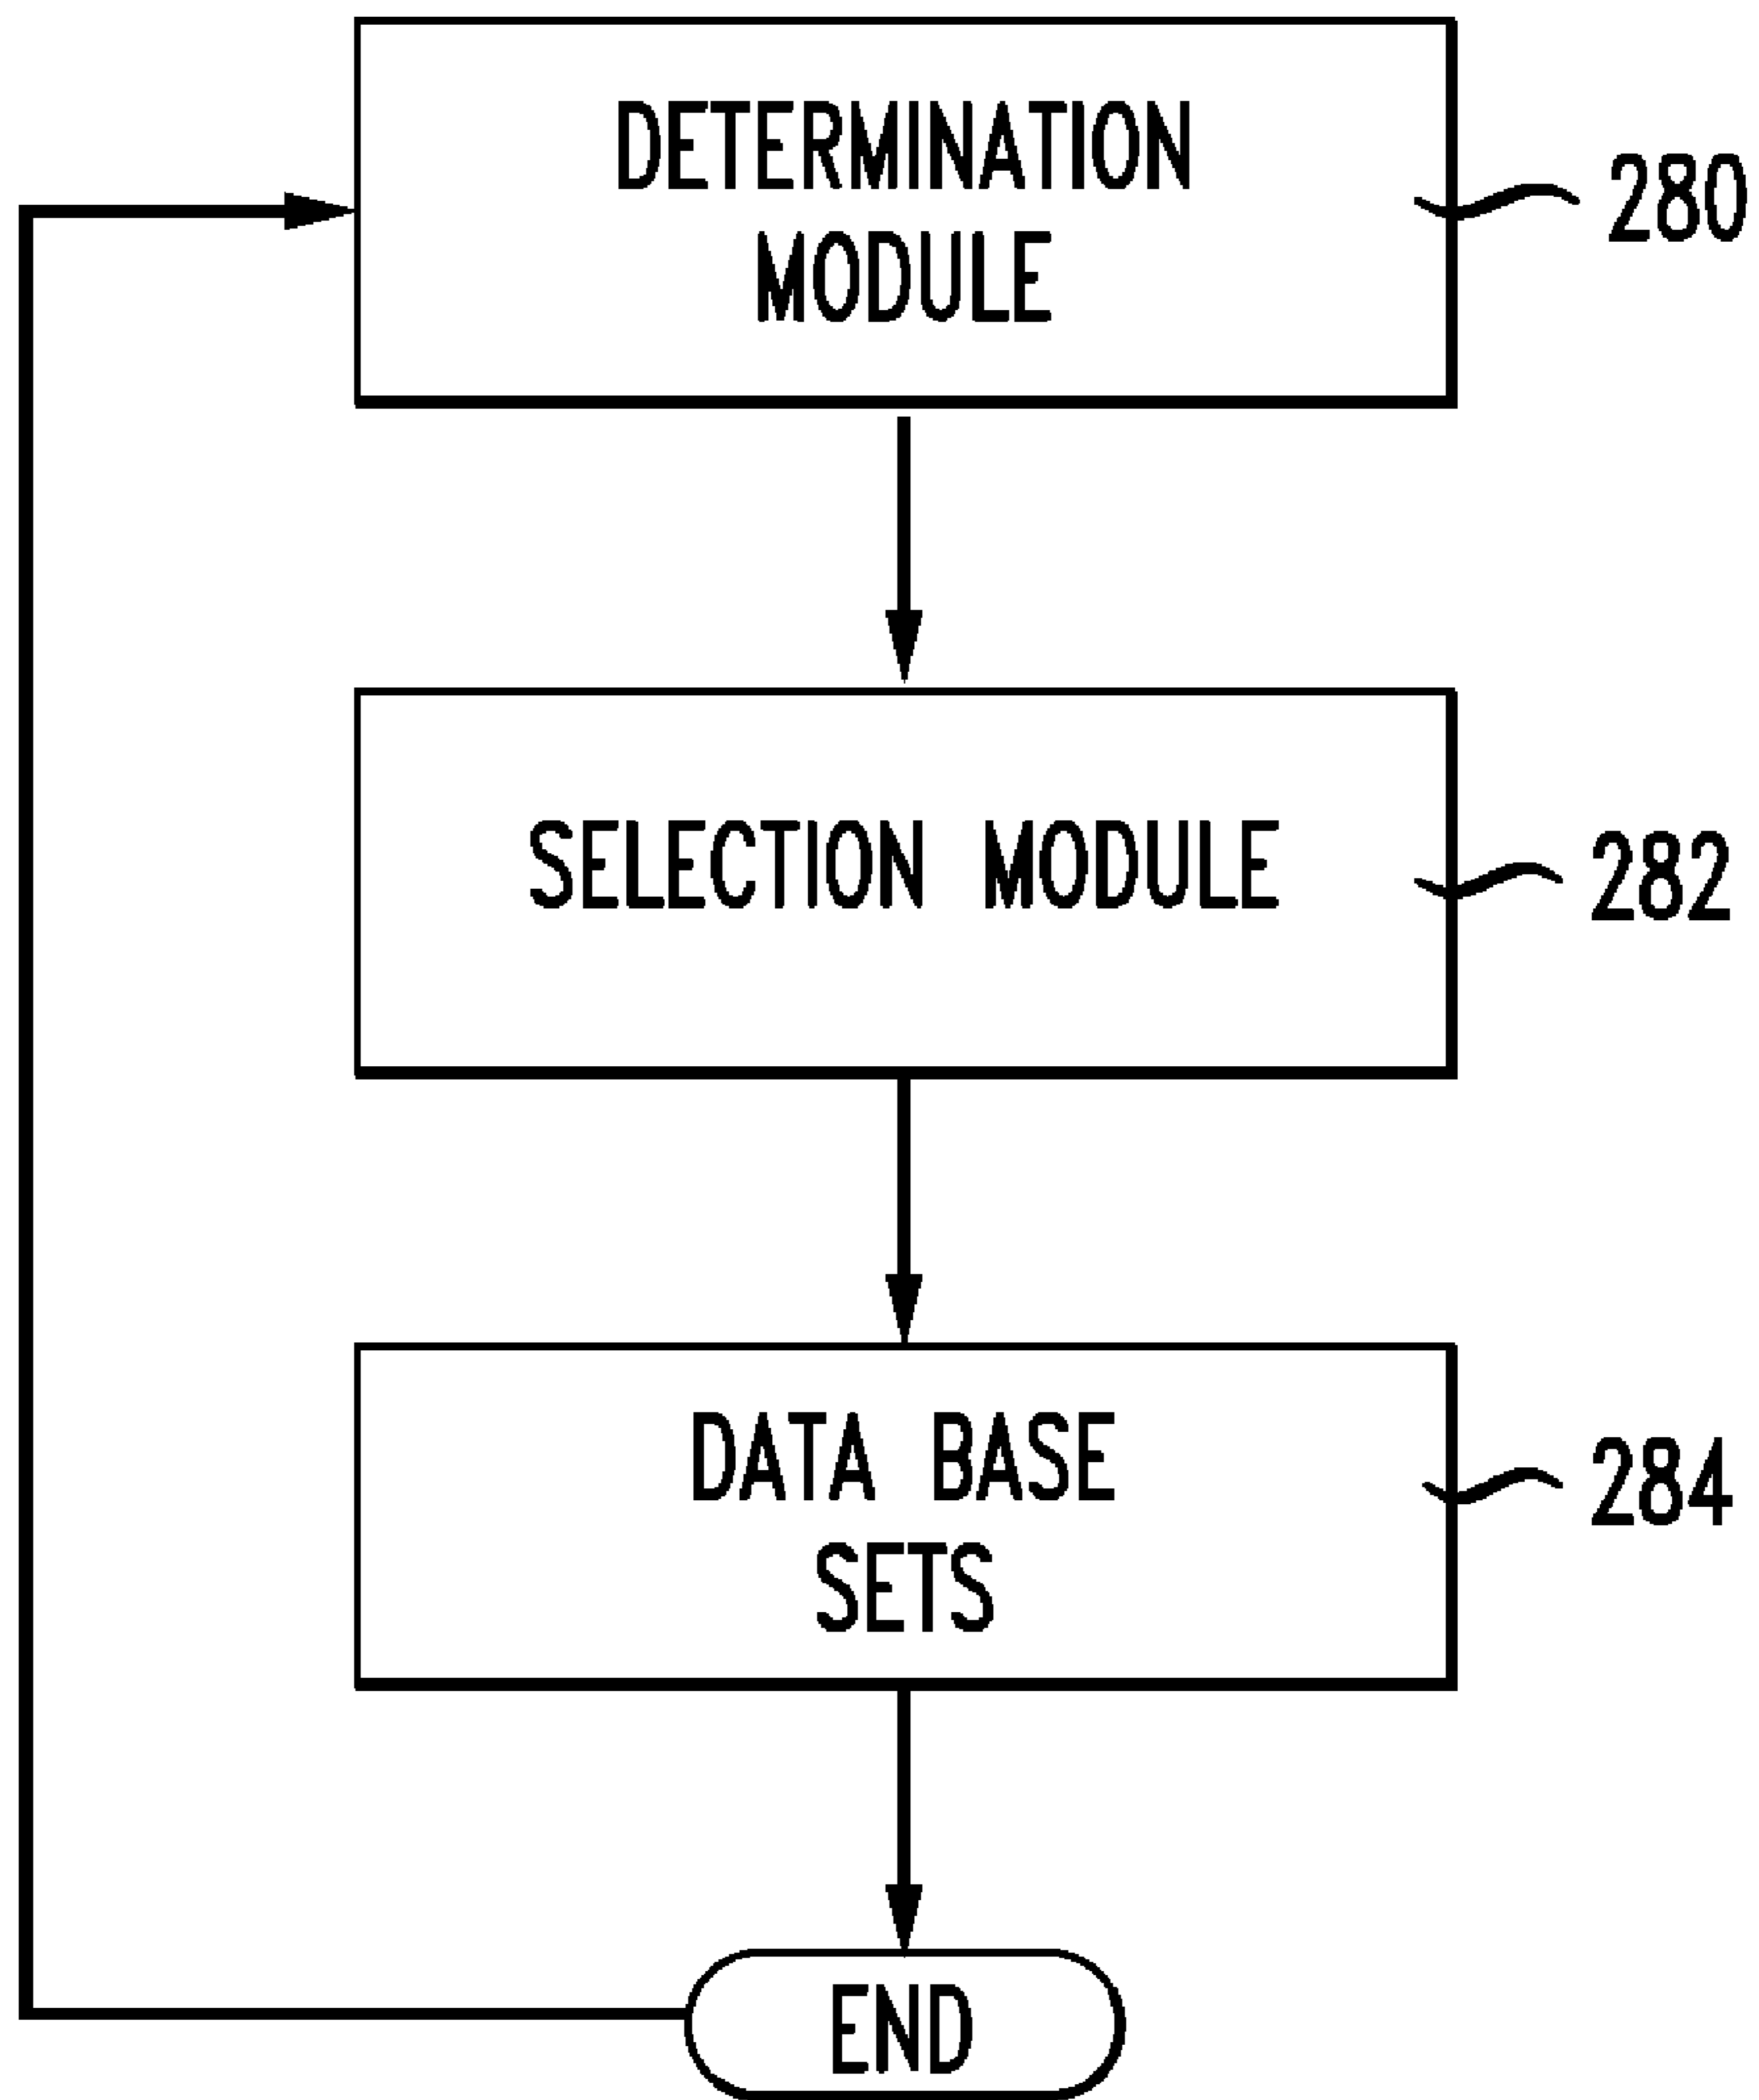 DETERMINATION
MODULE
280
SELECTION MODULE
282
DATA BASE
SETS
284
END